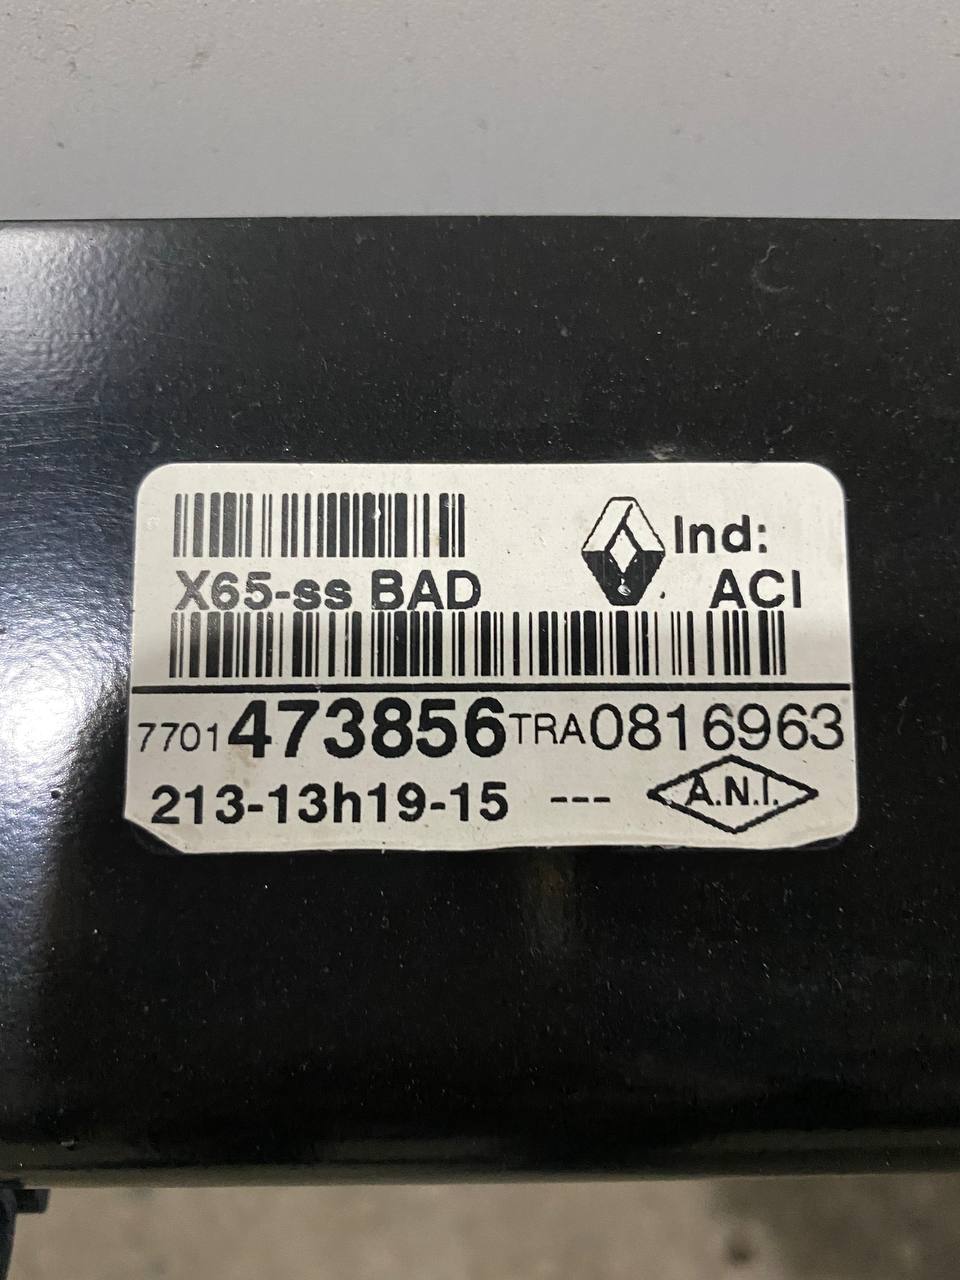 Ind:
X65-ss BAD ACI
7701473856TRA0816963
213-13h19-15 --- A.N.I.